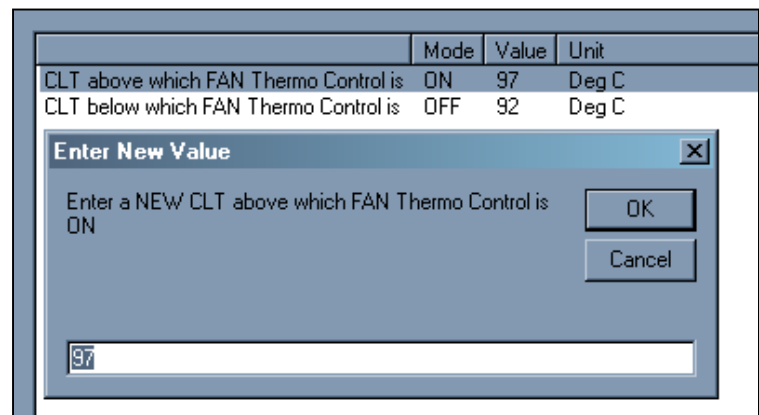 Mode Value Unit
CLT above which FAN Thermo Control is ON 97 Deg C
CLT below which FAN Thermo Control is OFF 92 Deg C
Enter New Value
Enter a NEW CLT above which FAN Thermo Control is
ON
OK
Cancel
97